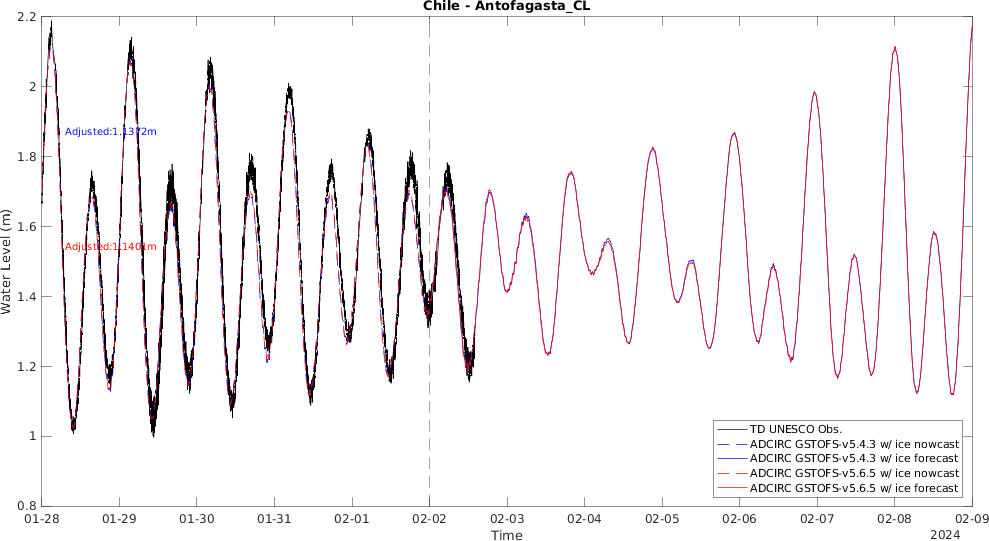 Chile - Antofagasta_CL
2.2
2
1.8
1.6
1.4
1.2
1
0.8
Water Level (m)
Adjusted:1.1372m
Adjusted:1.1401m
TD UNESCO Obs.
ADCIRC GSTOFS-v5.4.3 w/ ice nowcast
ADCIRC GSTOFS-v5.4.3 w/ ice forecast
ADCIRC GSTOFS-v5.6.5 w/ ice nowcast
ADCIRC GSTOFS-v5.6.5 w/ ice forecast
01-28 01-29 01-30 01-31 02-01 02-02 02-03 02-04 02-05 02-06 02-07 02-08 02-09
Time
2024